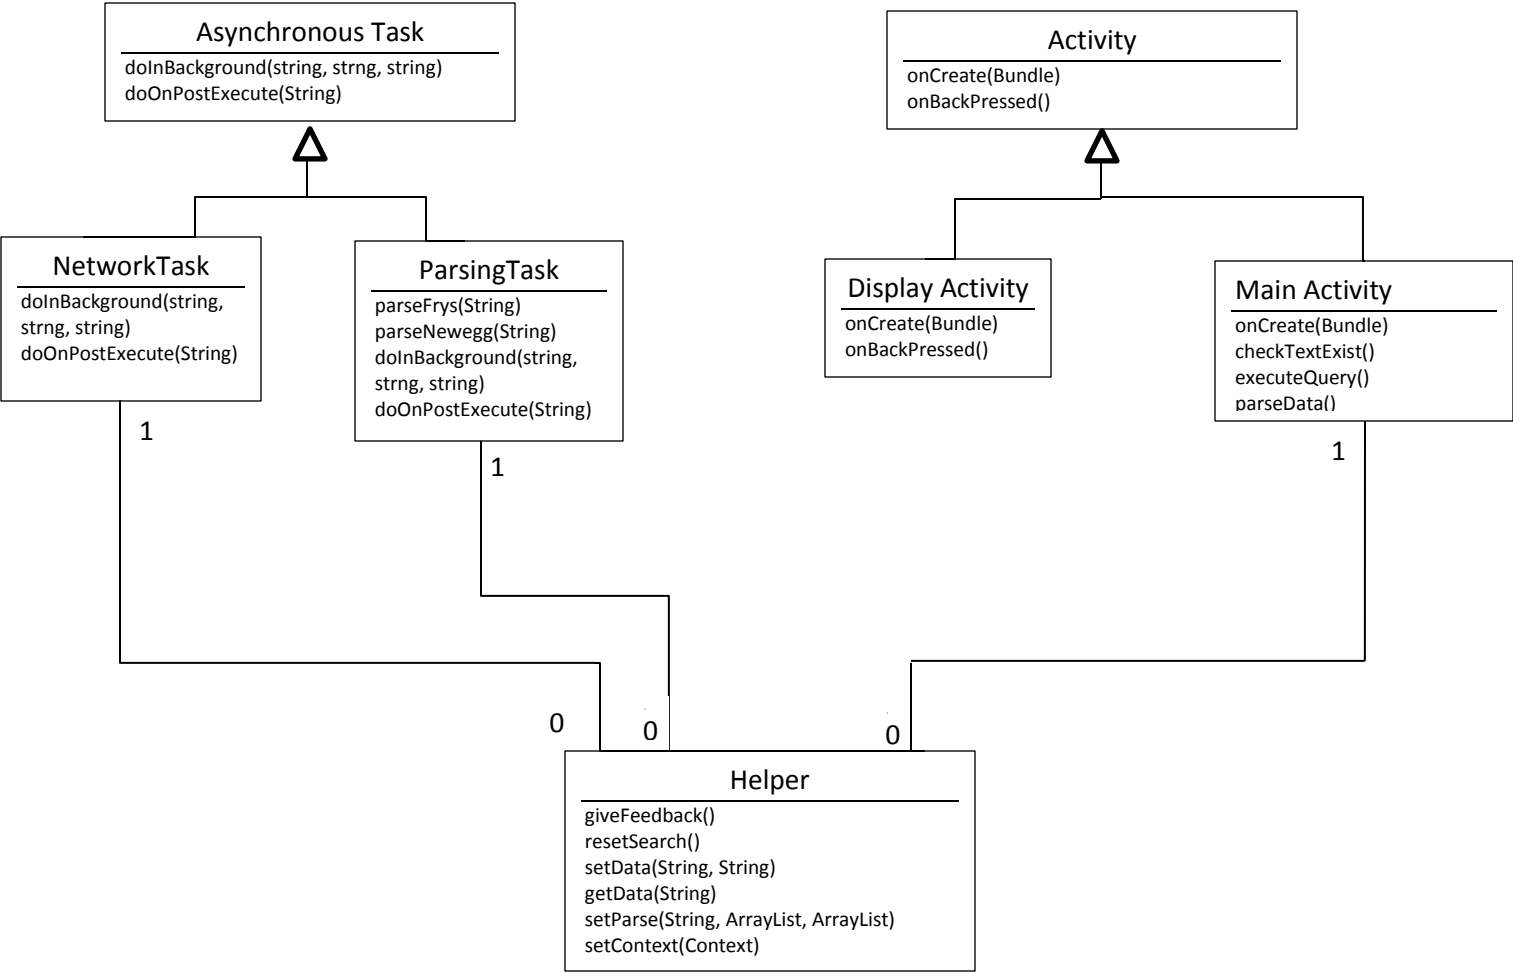 Asynchronous Task
doInBackground(string, strng, string)
doOnPostExecute(String)
Activity
onCreate(Bundle)
onBackPressed()
NetworkTask
doInBackground(string,
strng, string)
doOnPostExecute(String)
ParsingTask
parseFrys(String)
parseNewegg(String)
doInBackground(string,
strng, string)
doOnPostExecute(String)
Display Activity
onCreate(Bundle)
onBackPressed()
Main Activity
onCreate(Bundle)
checkTextExist()
executeQuery()
parseData()
1
1
1
0
0
0
Helper
giveFeedback()
resetSearch()
setData(String, String)
getData(String)
setParse(String, ArrayList, ArrayList)
setContext(Context)